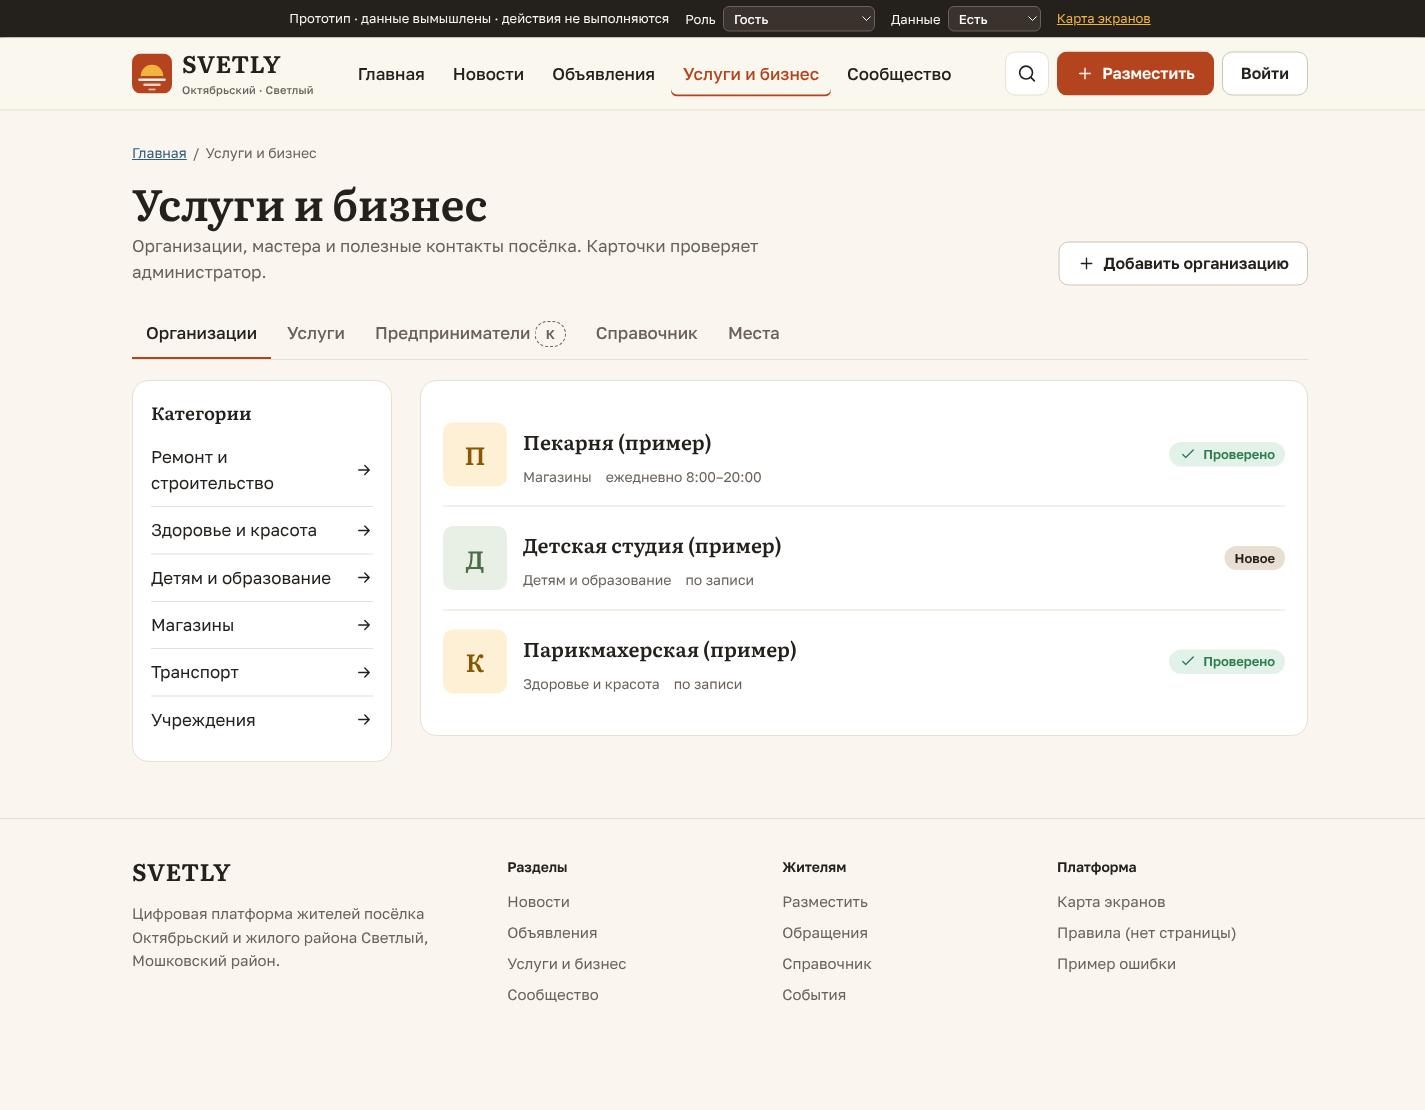 Прототип · данные вымышлены · действия не выполняются Роль Гость Данные Есть Карта экранов
SVETLY
Октябрьский · Светлый
Главная Новости Объявления Услуги и бизнес Сообщество Разместить Войти
Главная / Услуги и бизнес
Услуги и бизнес
Организации, мастера и полезные контакты посёлка. Карточки проверяет
администратор.
Добавить организацию
Организации Услуги Предприниматели К Справочник Места
Категории
Ремонт и
строительство
Здоровье и красота
Детям и образование
Магазины
Транспорт
Учреждения
П
Пекарня (пример)
Магазины ежедневно 8:00–20:00
Проверено
Д
Детская студия (пример)
Детям и образование по записи
Новое
К
Парикмахерская (пример)
Здоровье и красота по записи
Проверено
SVETLY
Цифровая платформа жителей посёлка
Октябрьский и жилого района Светлый,
Мошковский район.
Разделы
Новости
Объявления
Услуги и бизнес
Сообщество
Жителям
Разместить
Обращения
Справочник
События
Платформа
Карта экранов
Правила (нет страницы)
Пример ошибки